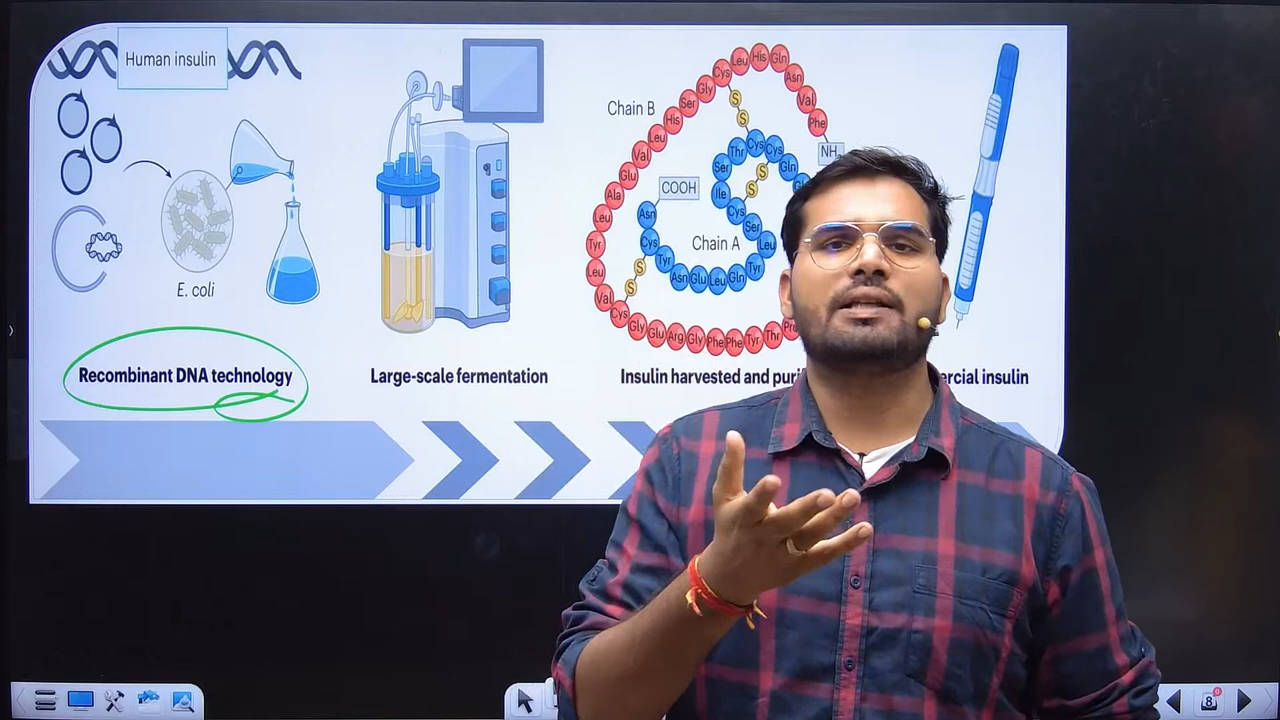 Human insulin
E. coli
Recombinant DNA technology
Large-scale fermentation
Chain B
Leu His Gln Asn Val Phe
Cys Gly Ser His Leu Val Glu Ala Leu Tyr Leu Val Cys Gly Glu Arg Gly Phe Phe Tyr Thr
S
S
NH
COOH
Thr Cys Cys Gln
Ser Ile Cys Ser Leu Tyr Gln Leu Glu Asn Tyr Cys Asn
S
S
Chain A
S
S
Insulin harvested and puri
ercial insulin
8